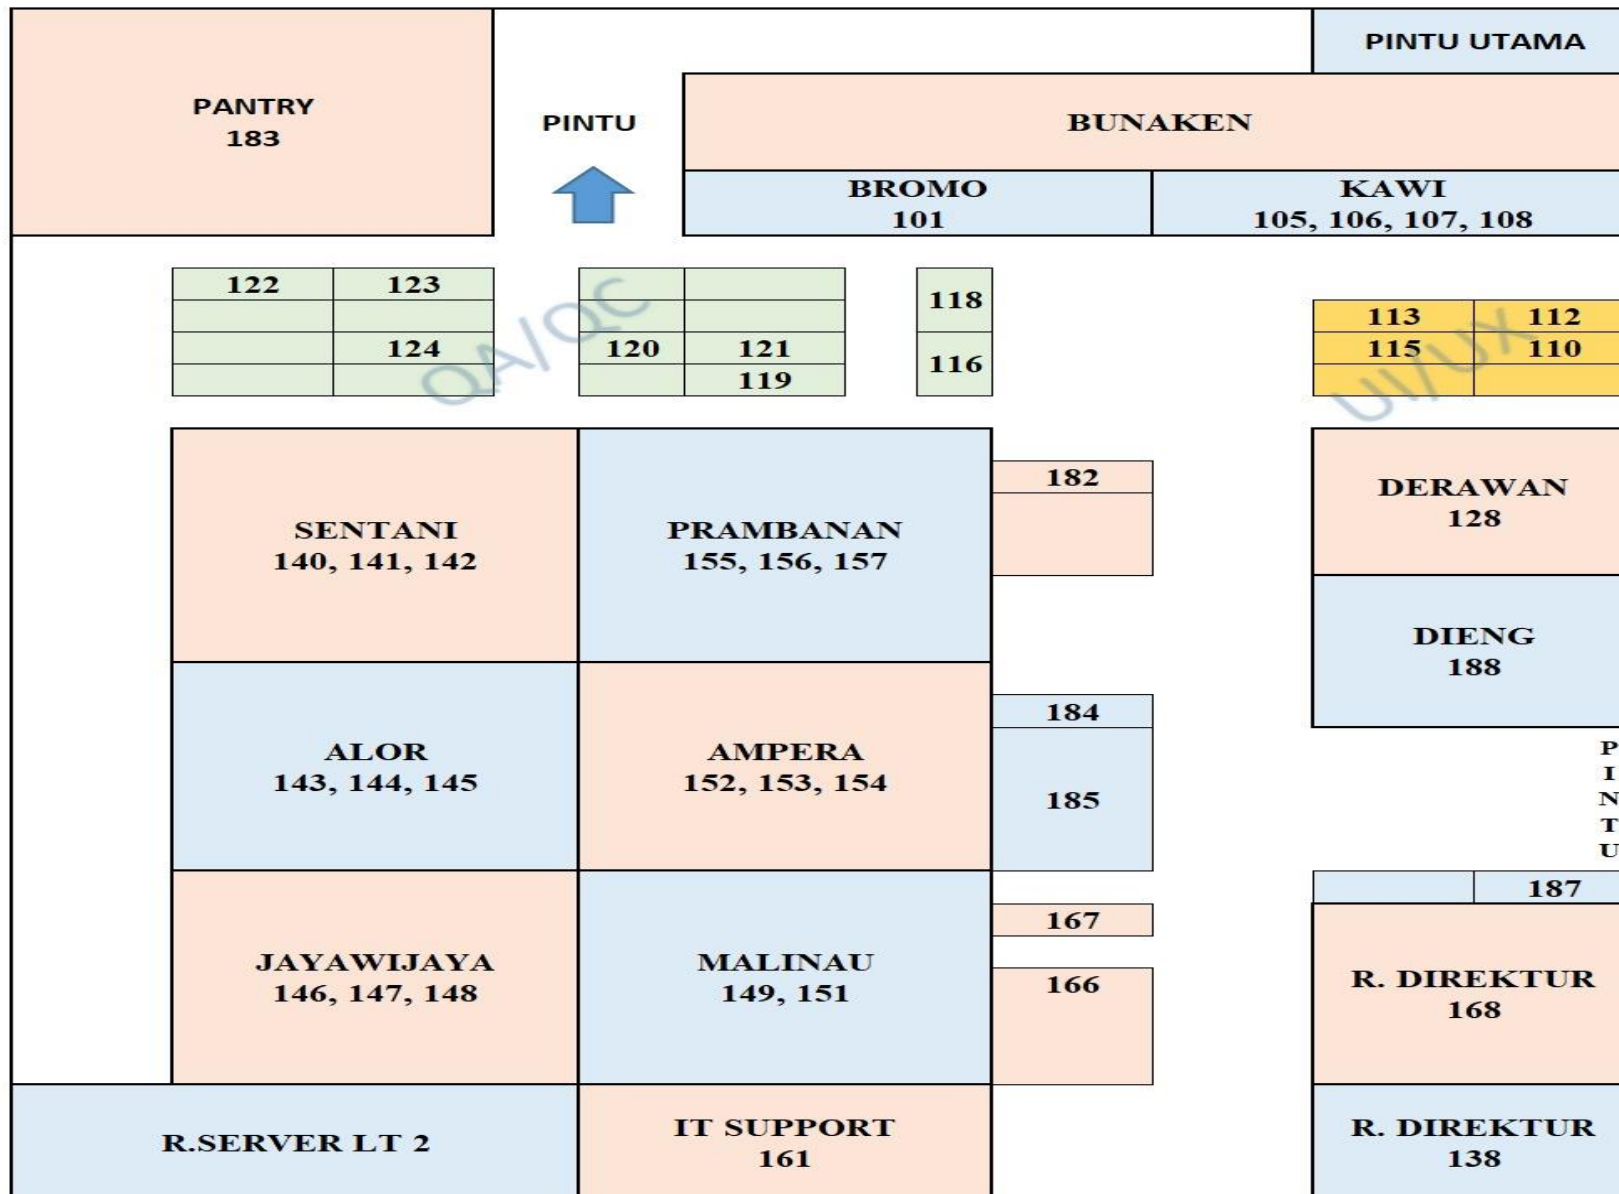 PINTU UTAMA
PANTRY
183
PINTU
BUNAKEN
BROMO
101
KAWI
105, 106, 107, 108
122 123
118
113 112
124
120 121
115 110
116
119
QA/QC
UI/UX
SENTANI
140, 141, 142
PRAMBANAN
155, 156, 157
182
DERAWAN
128
DIENG
188
ALOR
143, 144, 145
AMPERA
152, 153, 154
184
185
PINTU
187
JAYAWIJAYA
146, 147, 148
MALINAU
149, 151
167
166
R. DIREKTUR
168
R.SERVER LT 2
IT SUPPORT
161
R. DIREKTUR
138